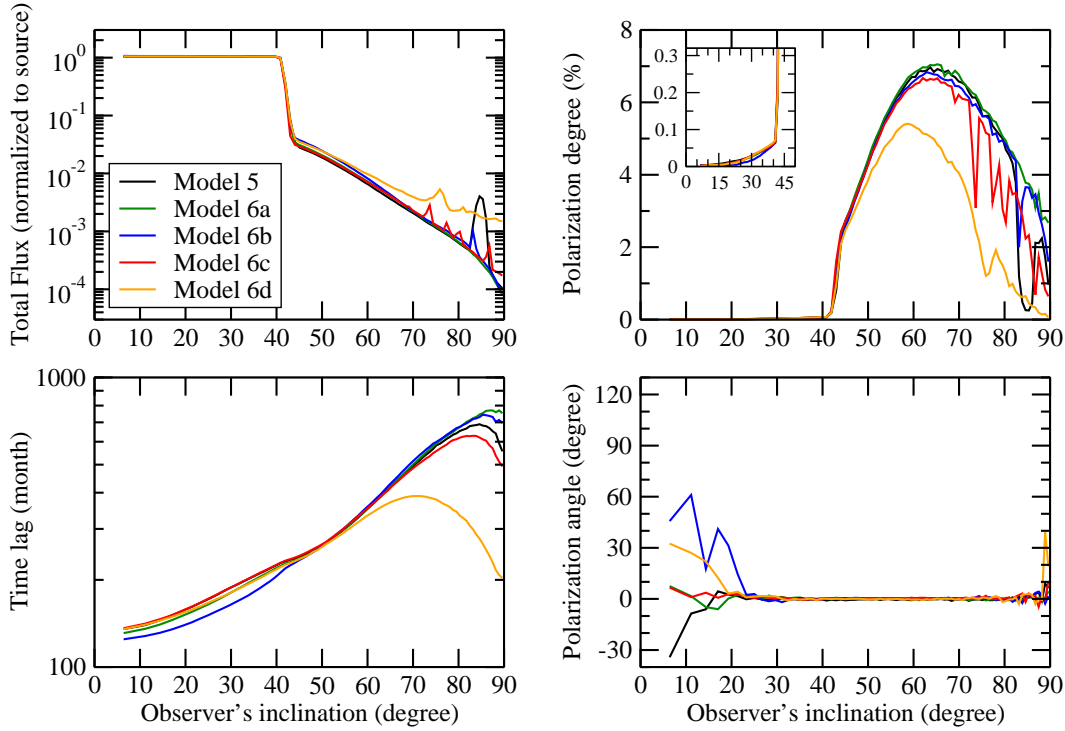 Total Flux (normalized to source)
10^0
10^-1
10^-2
10^-3
10^-4
Model 5
Model 6a
Model 6b
Model 6c
Model 6d
0 10 20 30 40 50 60 70 80 90
Polarization degree (%)
8
6
4
2
0
0.3
0.2
0.1
0
0 15 30 45
0 10 20 30 40 50 60 70 80 90
Time lag (month)
1000
100
0 10 20 30 40 50 60 70 80 90
Observer's inclination (degree)
Polarization angle (degree)
120
90
60
30
0
-30
0 10 20 30 40 50 60 70 80 90
Observer's inclination (degree)